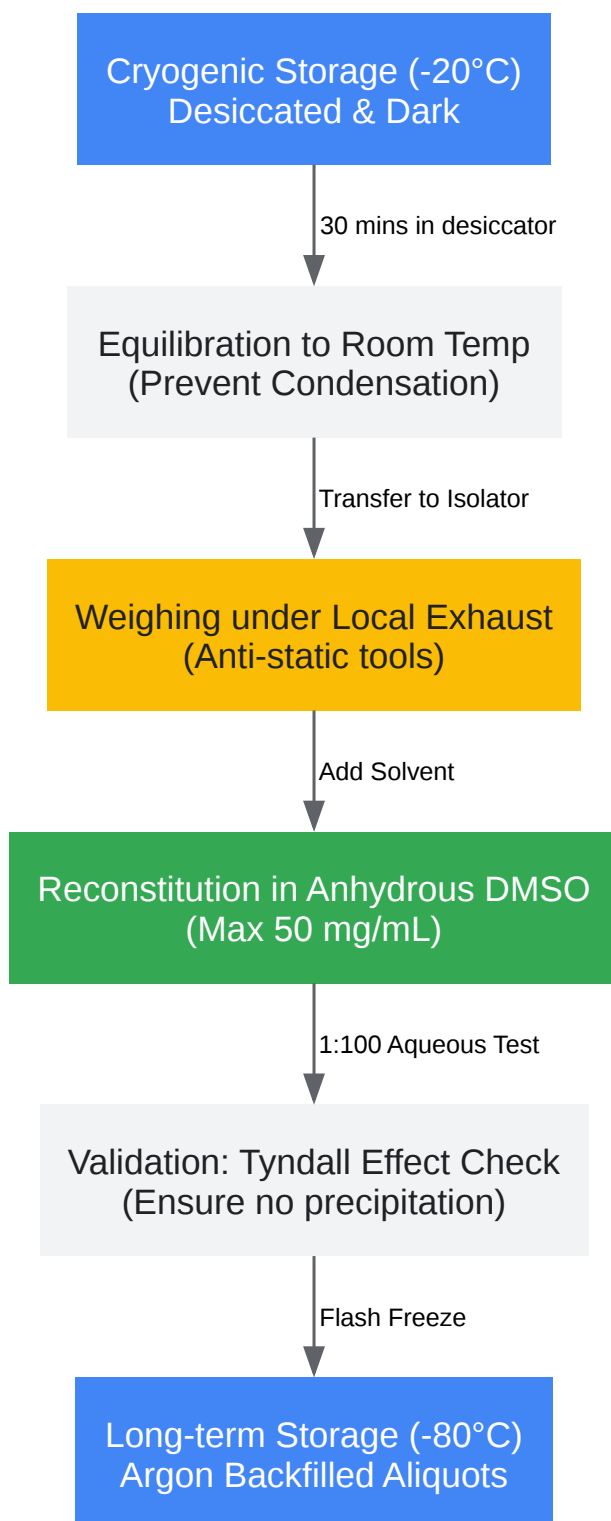 Cryogenic Storage (-20°C)
Desiccated & Dark
30 mins in desiccator
Equilibration to Room Temp
(Prevent Condensation)
Transfer to Isolator
Weighing under Local Exhaust
(Anti-static tools)
Add Solvent
Reconstitution in Anhydrous DMSO
(Max 50 mg/mL)
1:100 Aqueous Test
Validation: Tyndall Effect Check
(Ensure no precipitation)
Flash Freeze
Long-term Storage (-80°C)
Argon Backfilled Aliquots